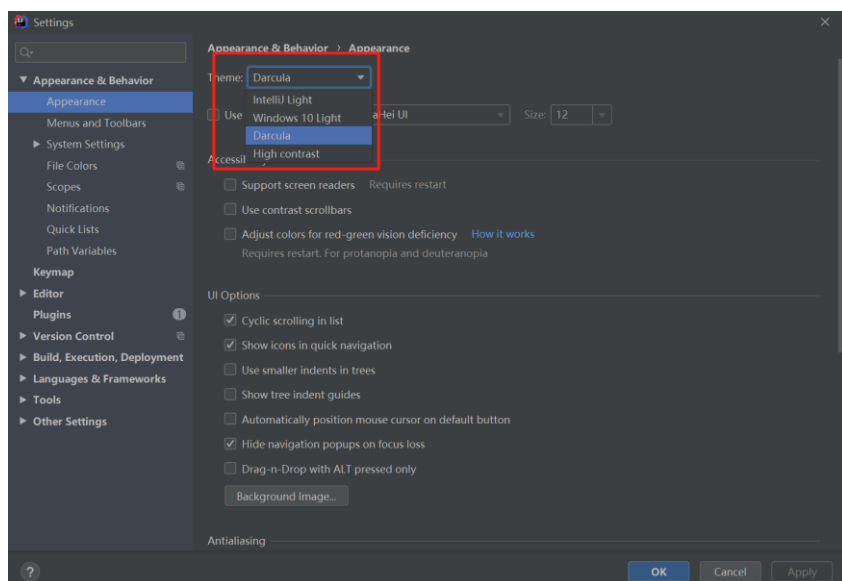 Settings
Appearance & Behavior › Appearance
Theme: Darcula
IntelliJ Light
Windows 10 Light
Darcula
High contrast
Use
aHei UI
Size: 12
Accessi
Support screen readers Requires restart
Use contrast scrollbars
Adjust colors for red-green vision deficiency How it works
Requires restart. For protanopia and deuteranopia
UI Options
Cyclic scrolling in list
Show icons in quick navigation
Use smaller indents in trees
Show tree indent guides
Automatically position mouse cursor on default button
Hide navigation popups on focus loss
Drag-n-Drop with ALT pressed only
Background Image...
Antialiasing
Appearance & Behavior
Appearance
Menus and Toolbars
System Settings
File Colors
Scopes
Notifications
Quick Lists
Path Variables
Keymap
Editor
Plugins 1
Version Control
Build, Execution, Deployment
Languages & Frameworks
Tools
Other Settings
?
OK
Cancel
Apply